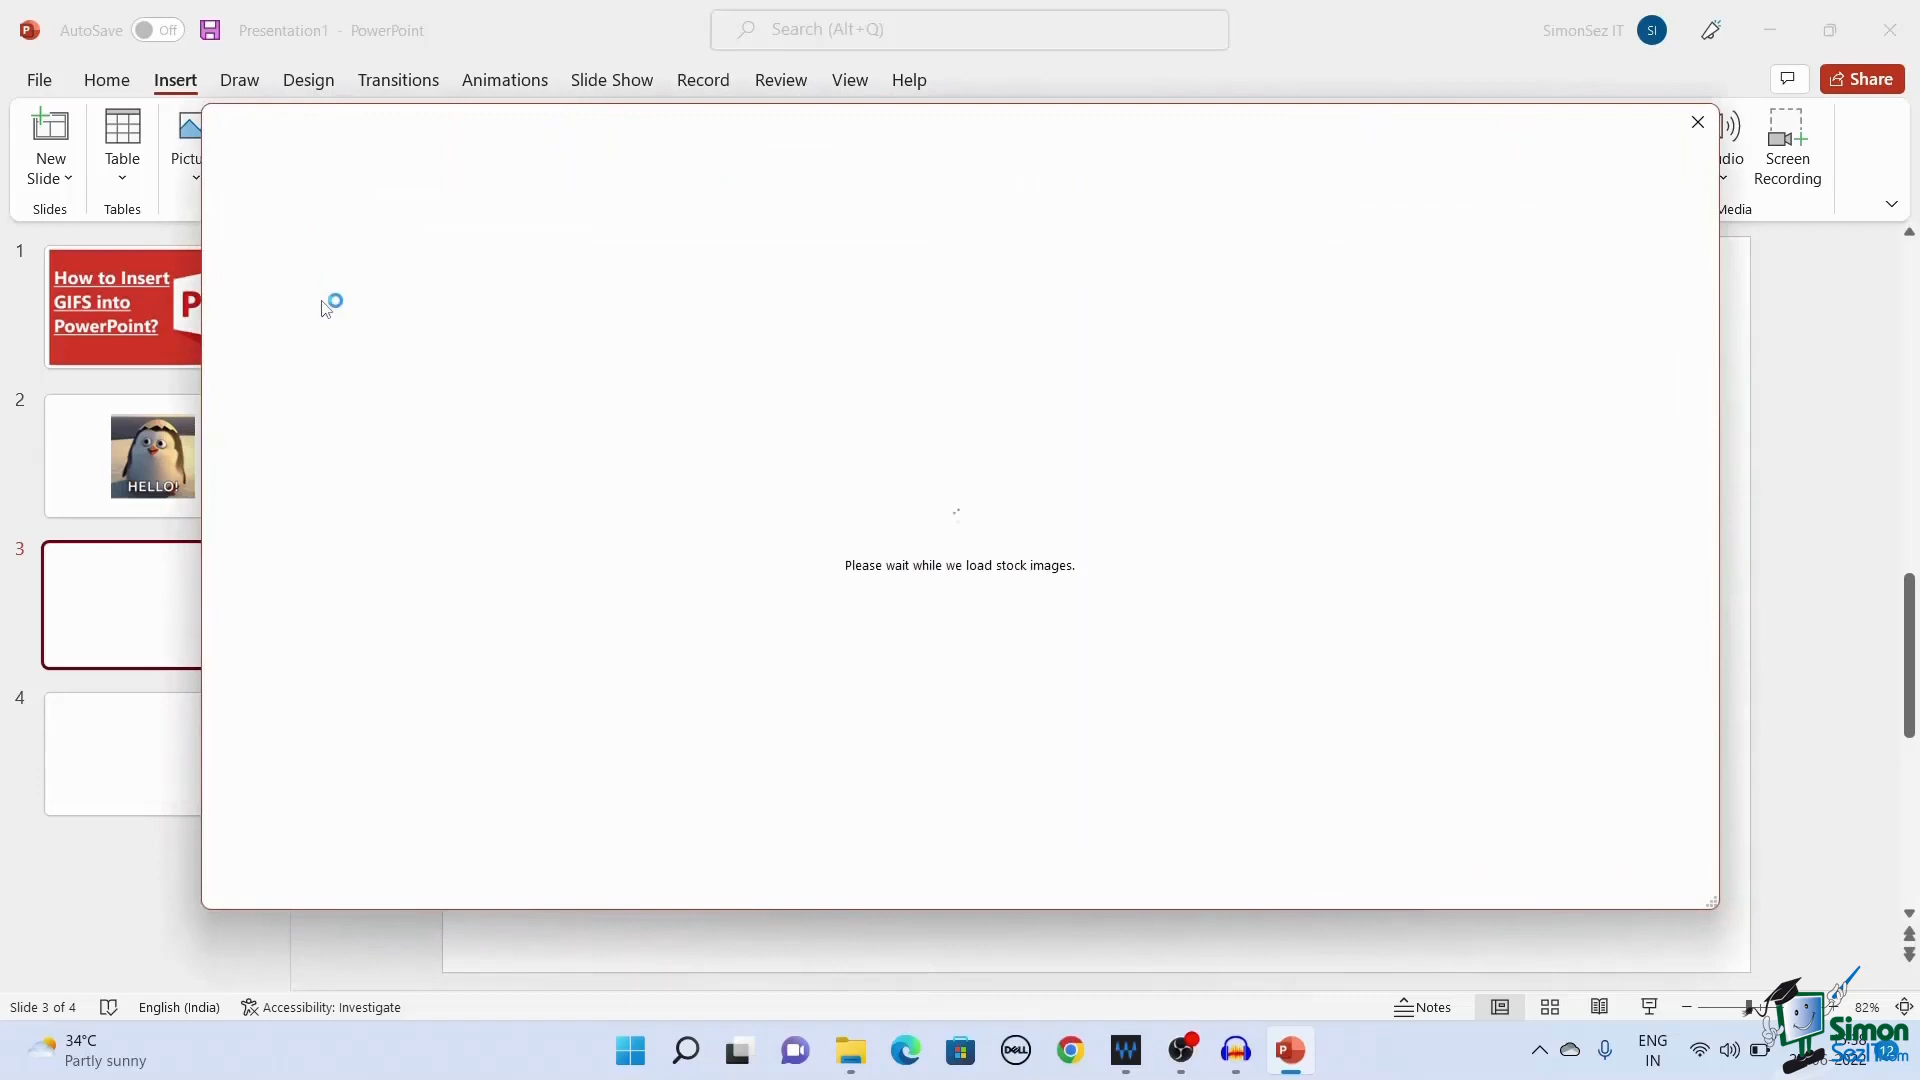 AutoSave Off Presentation1 - PowerPoint Search (Alt+Q) SimonSez IT SI
File Home Insert Draw Design Transitions Animations Slide Show Record Review View Help Share
New Slide
Table
Screen Recording
Slides Tables
1
How to Insert
GIFS into
PowerPoint?
2
HELLO!
3
4
Please wait while we load stock images.
Slide 3 of 4 English (India) Accessibility: Investigate Notes 82%
34°C
Partly sunny
DELL
ENG
IN
Simon